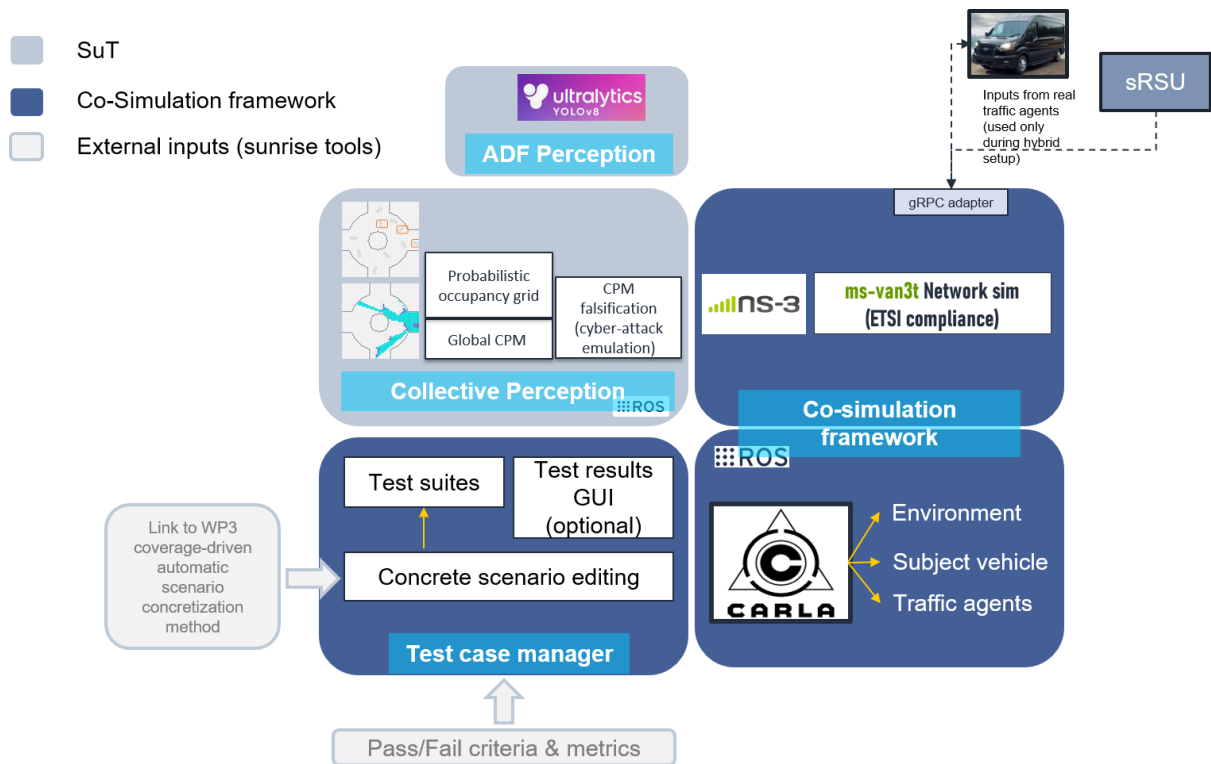 SuT
Co-Simulation framework
External inputs (sunrise tools)
ultralytics
YOLOv8
ADF Perception
Inputs from real
traffic agents
(used only
during hybrid
setup)
sRSU
gRPC adapter
Probabilistic
occupancy grid
Global CPM
CPM
falsification
(cyber-attack
emulation)
Collective Perception
ROS
ns-3
ms-van3t Network sim
(ETSI compliance)
Co-simulation
framework
ROS
CARLA
Environment
Subject vehicle
Traffic agents
Test suites
Test results
GUI
(optional)
Concrete scenario editing
Test case manager
Link to WP3
coverage-driven
automatic
scenario
concretization
method
Pass/Fail criteria & metrics